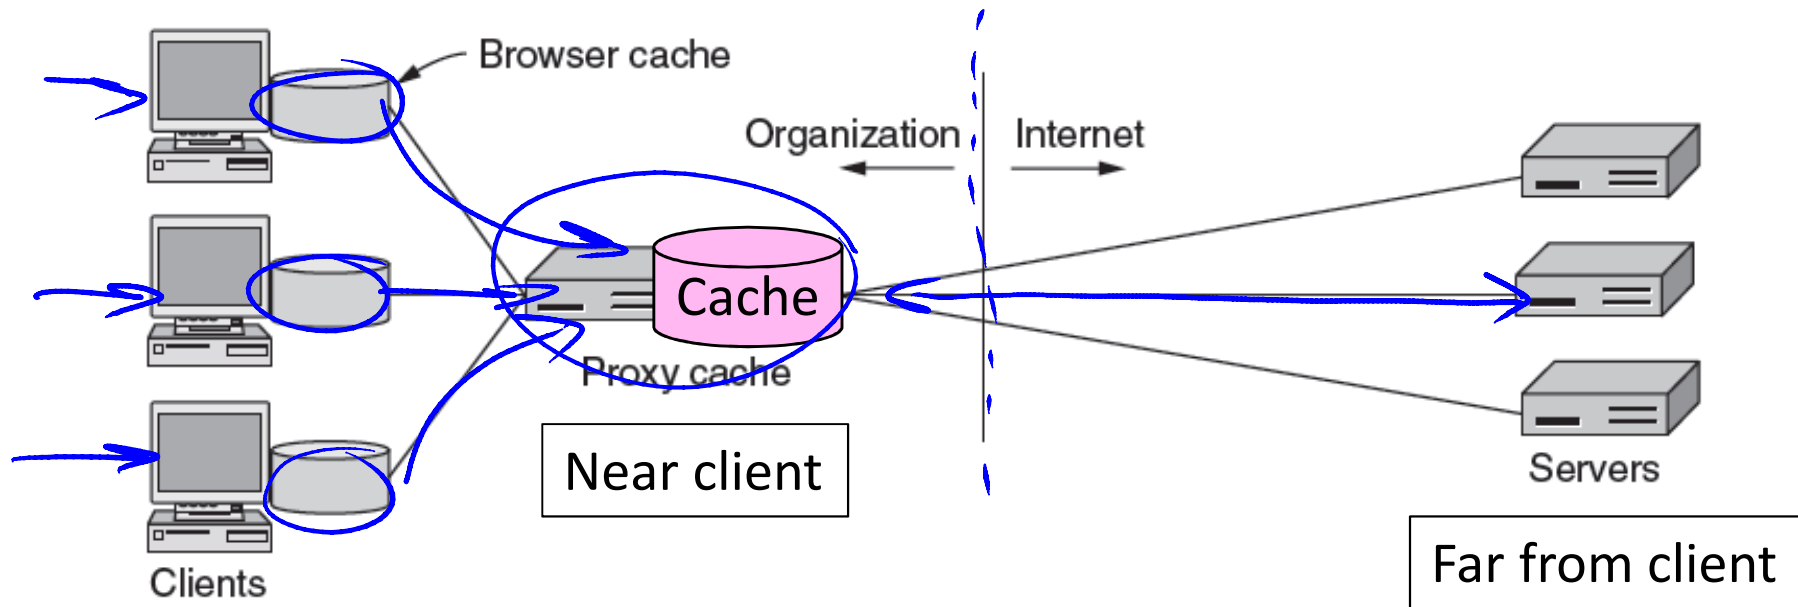 Browser cache
Organization
Internet
Cache
Proxy cache
Near client
Servers
Far from client
Clients